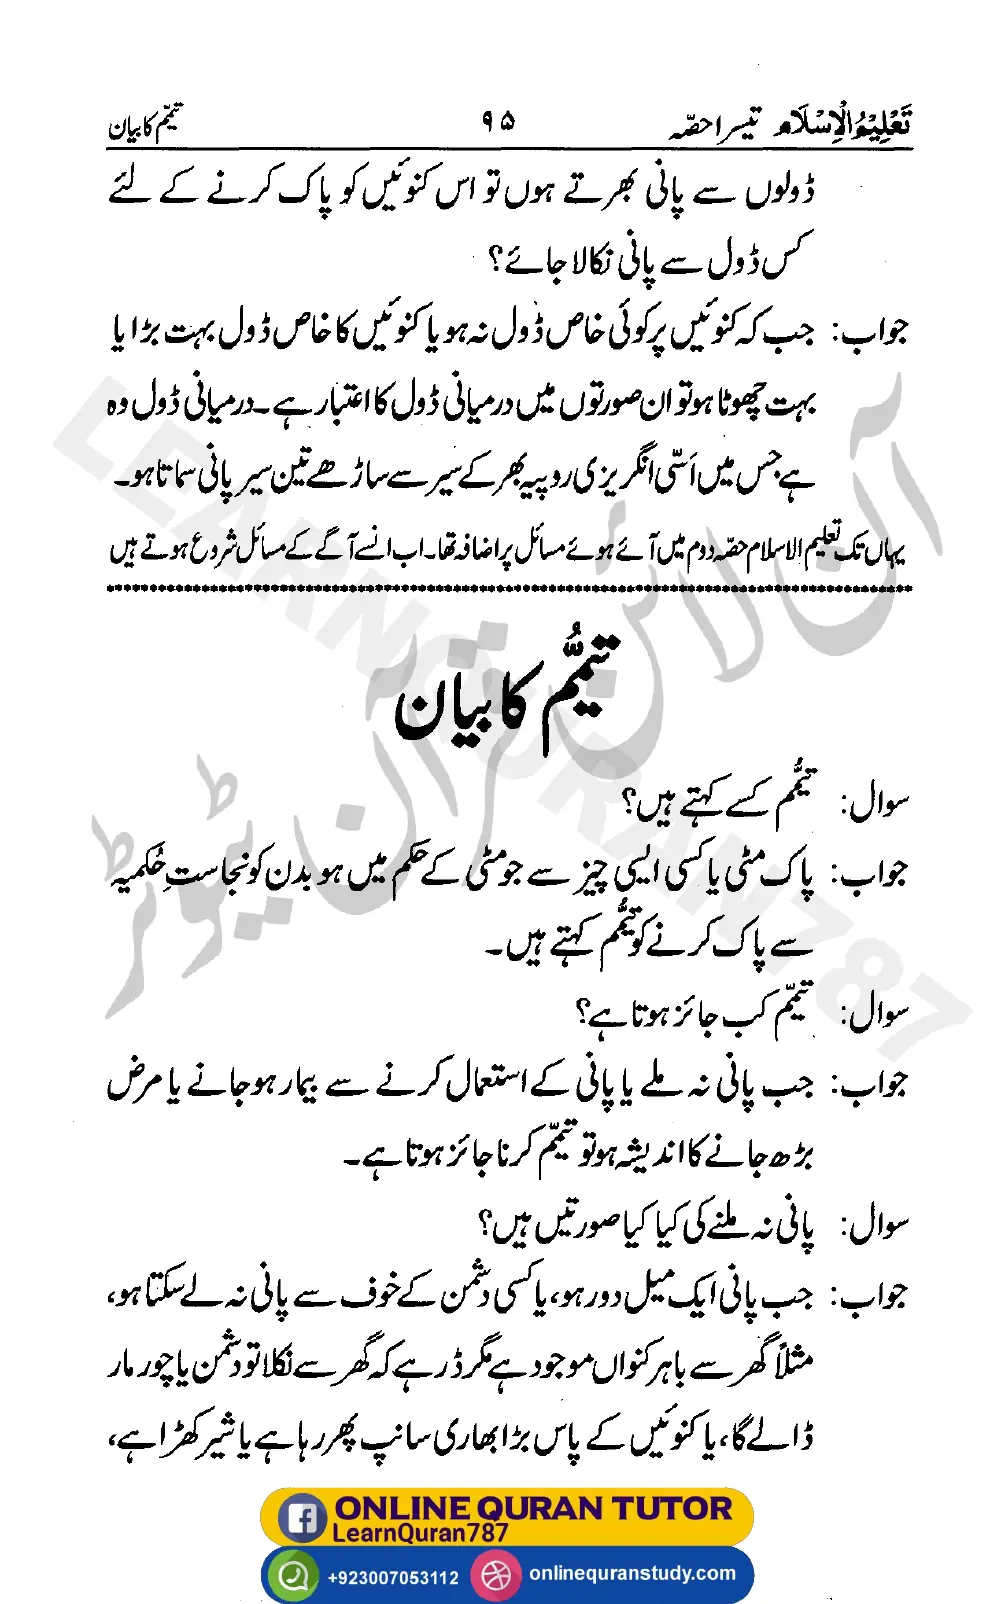 تَعْلِیْمُ الْاِسْلَام تیسرا حصّہ ۹۵ تیمّم کا بیان
ڈولوں سے پانی بھرتے ہوں تو اس کنوئیں کو پاک کرنے کے لئے
کس ڈول سے پانی نکالا جائے؟
جواب: جب کہ کنوئیں پر کوئی خاص ڈول نہ ہو یا کنوئیں کا خاص ڈول بہت بڑا یا
بہت چھوٹا ہو تو ان صورتوں میں درمیانی ڈول کا اعتبار ہے۔ درمیانی ڈول وہ
ہے جس میں اَسّی انگریزی روپیہ بھر کے سیر سے ساڑھے تین سیر پانی سماتا ہو۔
یہاں تک تعلیم الاسلام حصّہ دوم میں آئے ہوئے مسائل پر اضافہ تھا۔ اب انسے آگے کے مسائل شروع ہوتے ہیں
تیمُّم کا بیان
سوال: تیمُّم کسے کہتے ہیں؟
جواب: پاک مٹی یا کسی ایسی چیز سے جو مٹی کے حکم میں ہو بدن کو نجاستِ حُکمیہ
سے پاک کرنے کو تیمُّم کہتے ہیں۔
سوال: تیمّم کب جائز ہوتا ہے؟
جواب: جب پانی نہ ملے یا پانی کے استعمال کرنے سے بیمار ہو جانے یا مرض
بڑھ جانے کا اندیشہ ہو تو تیمّم کرنا جائز ہوتا ہے۔
سوال: پانی نہ ملنے کی کیا کیا صورتیں ہیں؟
جواب: جب پانی ایک میل دور ہو، یا کسی دشمن کے خوف سے پانی نہ لے سکتا ہو،
مثلاً گھر سے باہر کنواں موجود ہے مگر ڈر ہے کہ گھر سے نکلا تو دشمن یا چور مار
ڈالے گا، یا کنوئیں کے پاس بڑا بھاری سانپ پھر رہا ہے یا شیر کھڑا ہے،
آن لائن قرآن ٹیوٹر
LEARNQURAN787
ONLINE QURAN TUTOR
LearnQuran787
+923007053112 onlinequranstudy.com